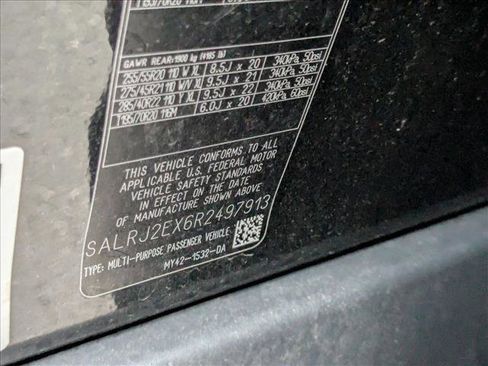 GAWR REAR:1900 kg (4185 lb)
255/55R20 110 W XL 8.5J x 20 340kPa 50psi
275/45R21 110 W/V XL 9.5J x 21 340kPa 50psi
285/40R22 110 Y XL 9.5J x 22 340kPa 50psi
T195/70R20 116M 6.0J x 20 420kPa 60psi
THIS VEHICLE CONFORMS TO ALL
APPLICABLE U.S. FEDERAL MOTOR
VEHICLE SAFETY STANDARDS
IN EFFECT ON THE DATE
OF MANUFACTURE SHOWN ABOVE
SALRJ2EX6R2497913
TYPE: MULTI-PURPOSE PASSENGER VEHICLE
MY42-1532-DA